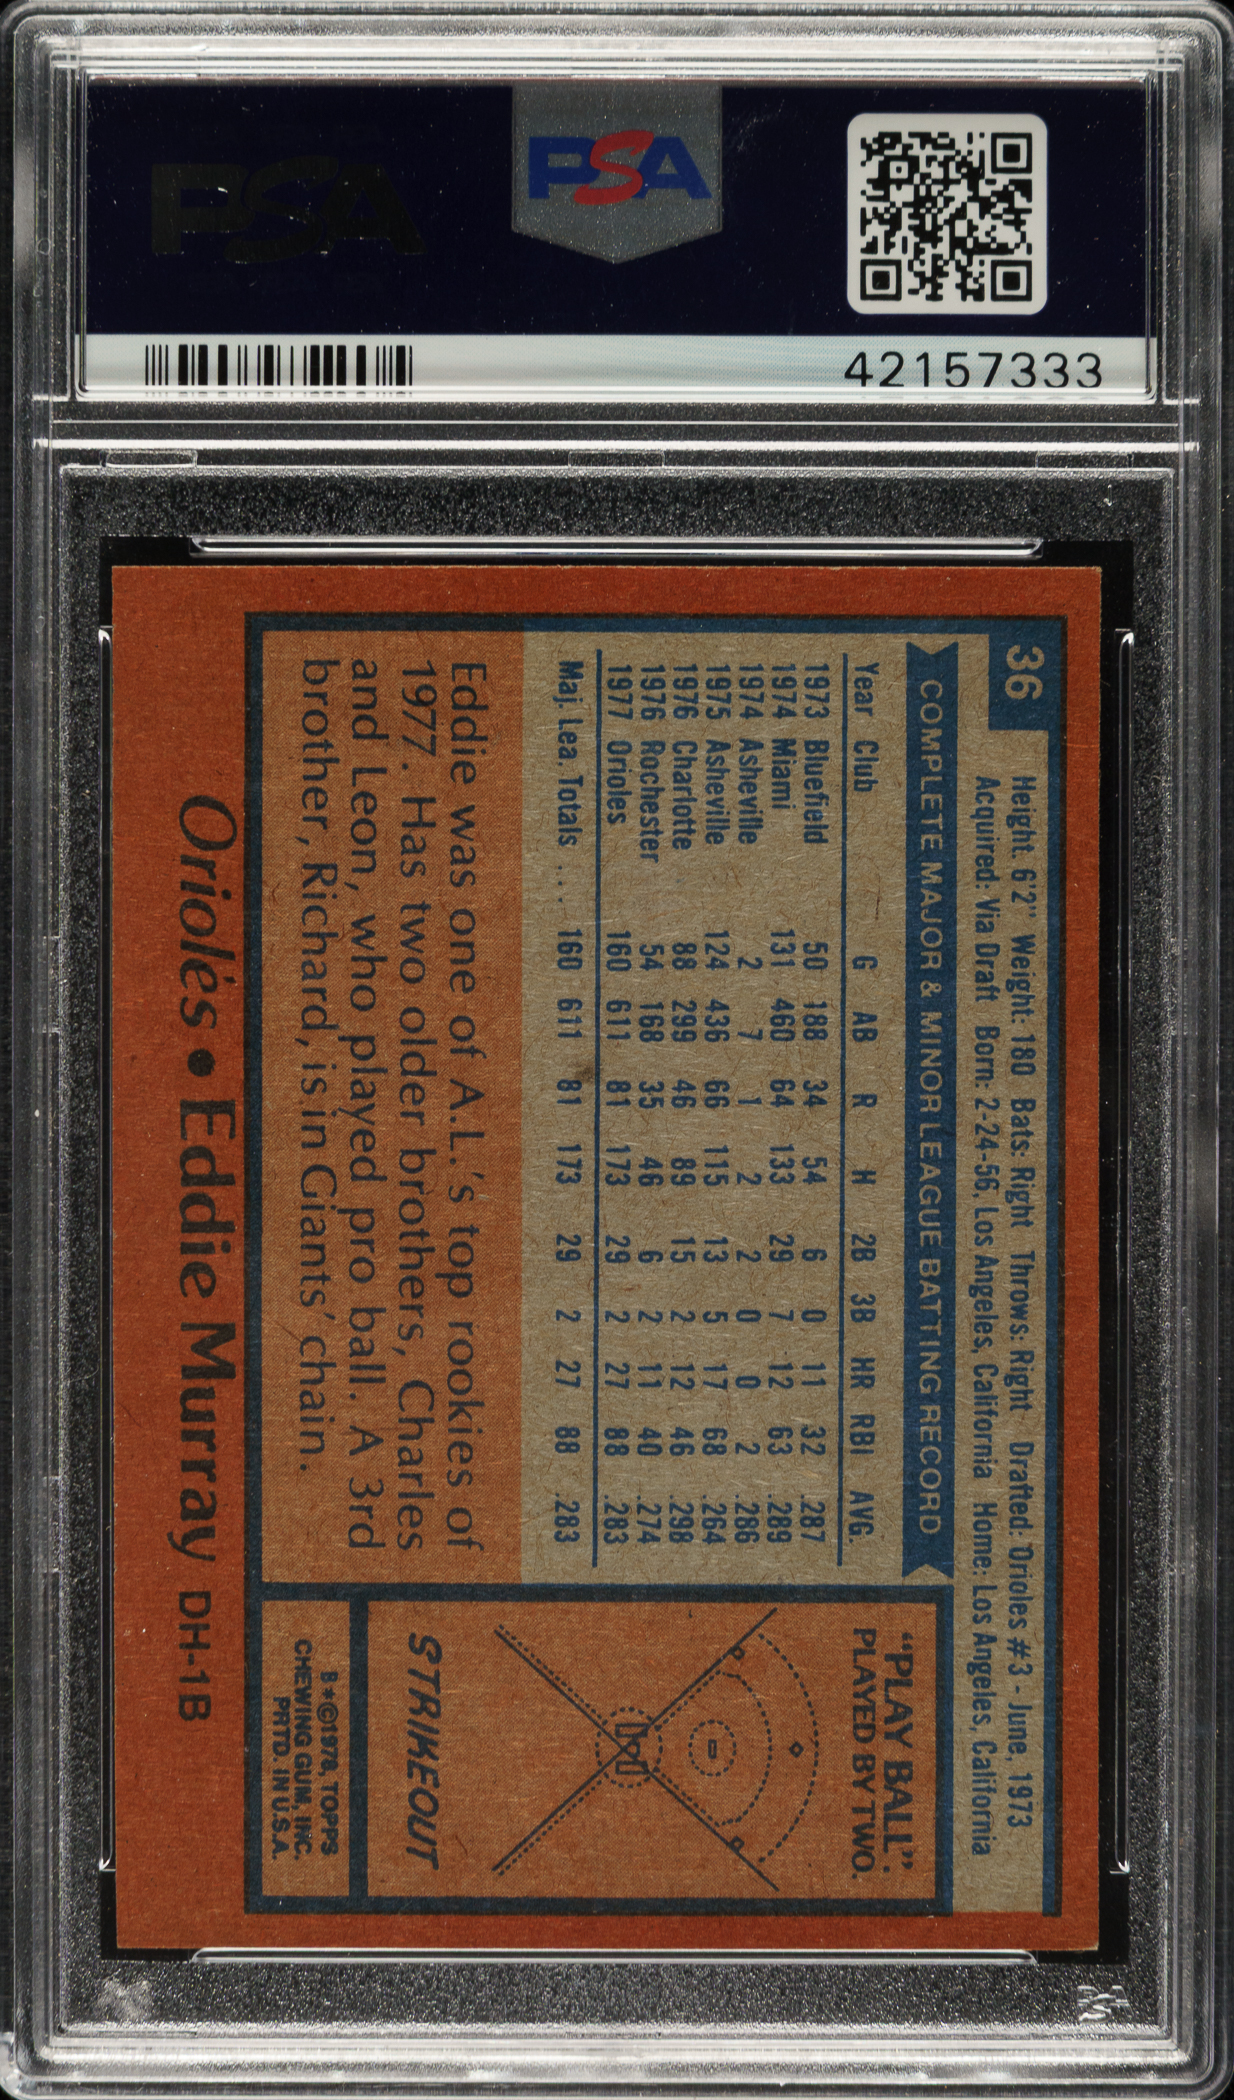 PSA
PSA
42157333
36
Height: 6'2" Weight: 180 Bats: Right Throws: Right Drafted: Orioles #3 - June, 1973
Acquired: Via Draft Born: 2-24-56, Los Angeles, California Home: Los Angeles, California
COMPLETE MAJOR & MINOR LEAGUE BATTING RECORD
Year Club G AB R H 2B 3B HR RBI AVG.
1973 Bluefield 50 188 34 54 6 0 11 32 .287
1974 Miami 131 460 64 133 29 7 12 63 .289
1974 Asheville 2 7 1 2 2 0 0 2 .286
1975 Asheville 124 436 66 115 13 5 17 68 .264
1976 Charlotte 88 299 46 89 15 2 12 46 .298
1976 Rochester 54 168 35 46 6 2 11 40 .274
1977 Orioles 160 611 81 173 29 2 27 88 .283
Maj. Lea. Totals .... 160 611 81 173 29 2 27 88 .283
Eddie was one of A.L.'s top rookies of
1977. Has two older brothers, Charles
and Leon, who played pro ball. A 3rd
brother, Richard, is in Giants' chain.
"PLAY BALL":
PLAYED BY TWO.
STRIKEOUT
B*©1978, TOPPS
CHEWING GUM, INC.
PRTD. IN U.S.A.
Orioles • Eddie Murray DH-1B